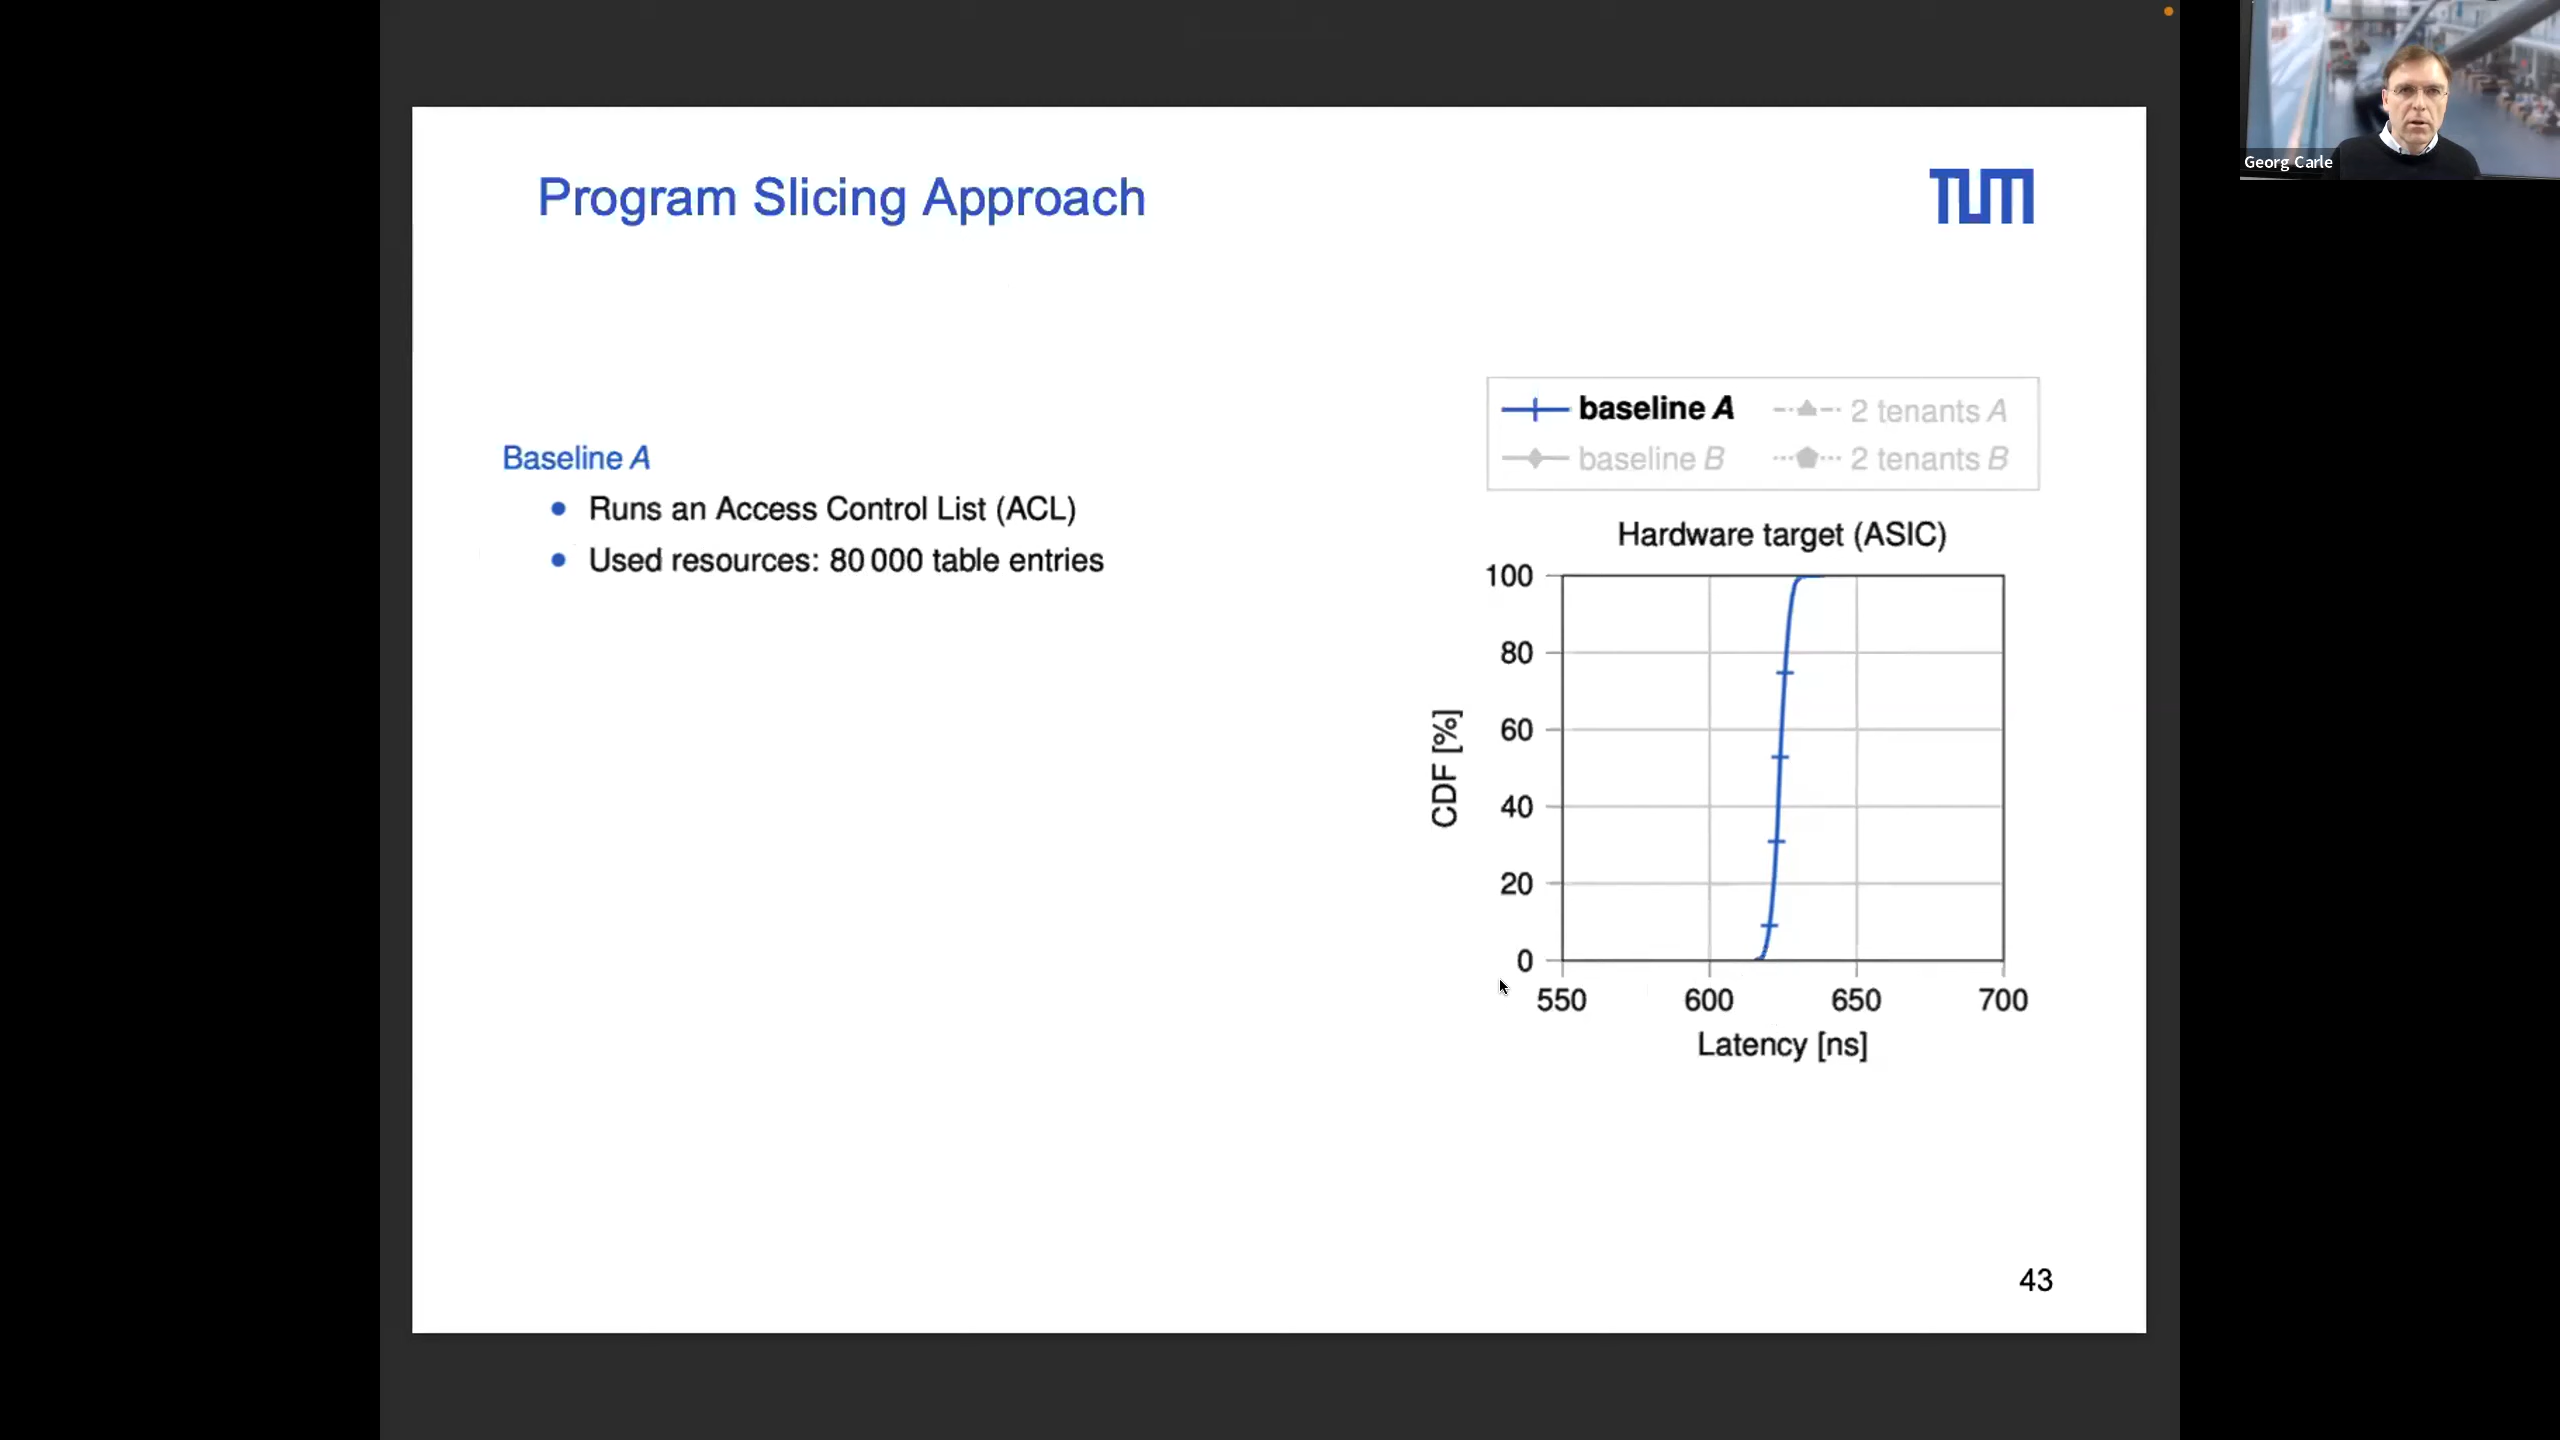 Georg Carle
Program Slicing Approach
TUM
baseline A
2 tenants A
baseline B
2 tenants B
Baseline A
Runs an Access Control List (ACL)
Used resources: 80 000 table entries
Hardware target (ASIC)
100
80
60
40
20
0
CDF [%]
550 600 650 700
Latency [ns]
43